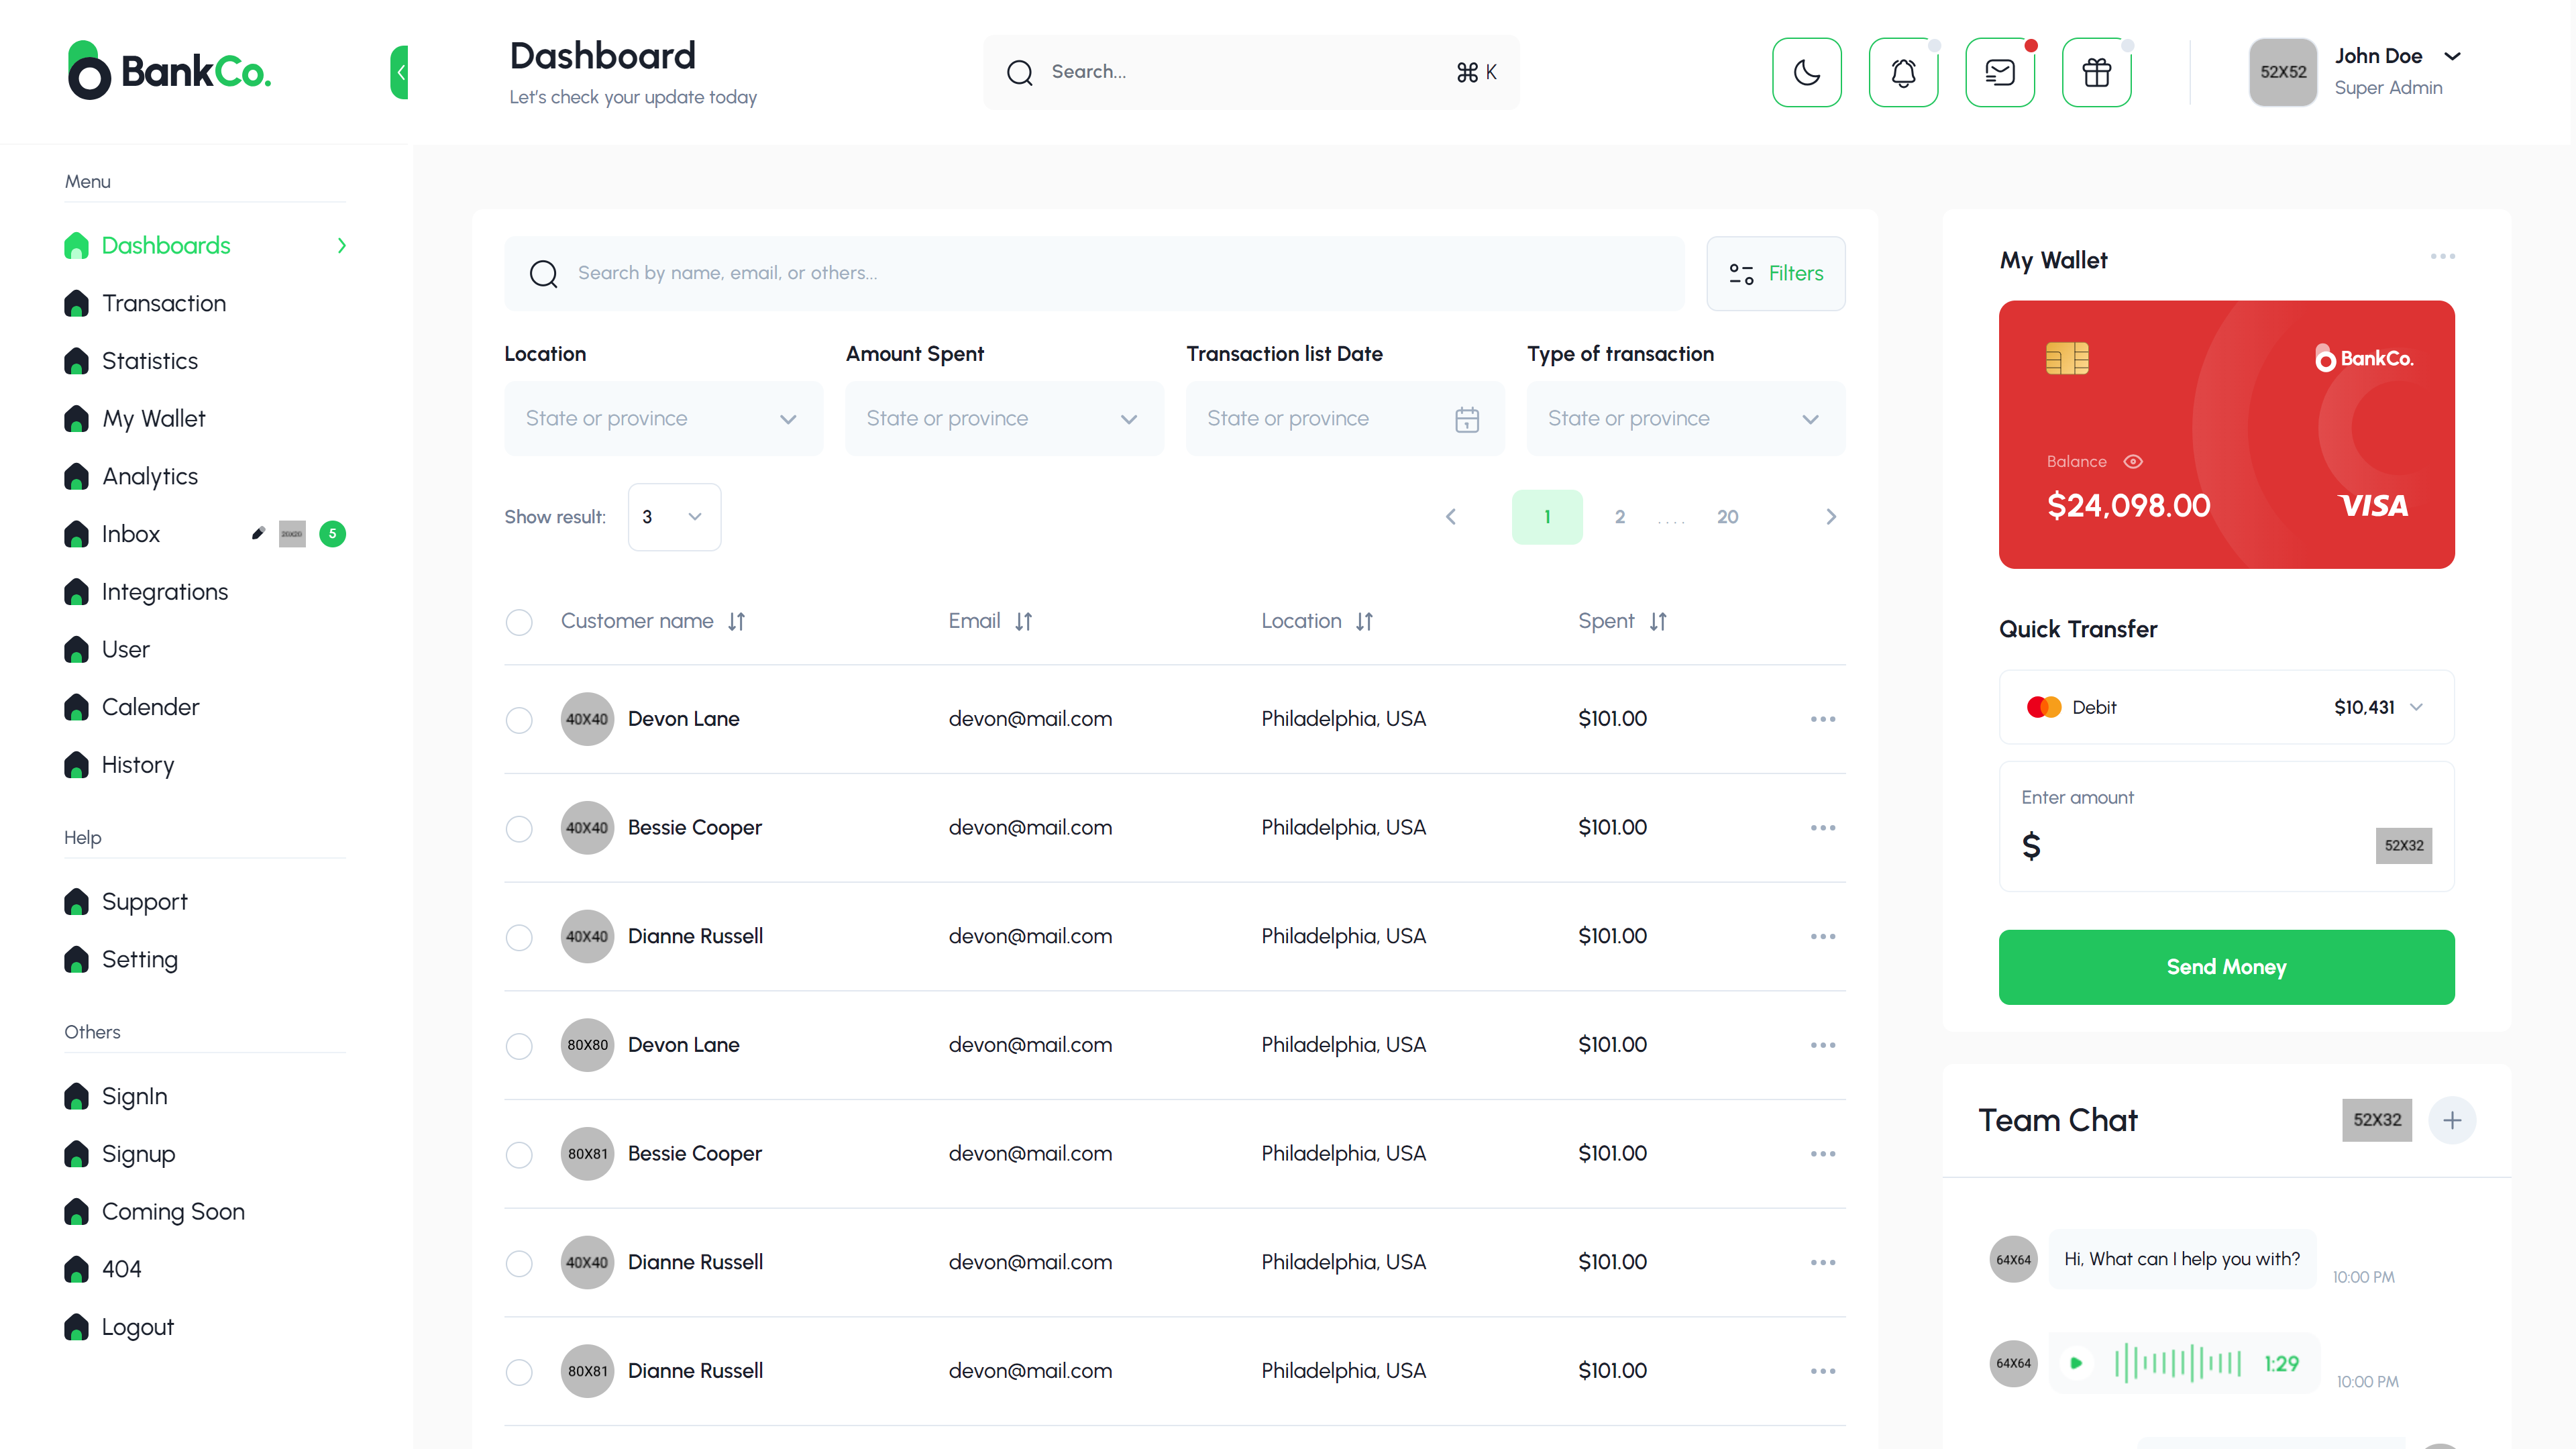 BankCo.
Dashboard
Let's check your update today
Search...
⌘ K
52X52
John Doe
Super Admin
Menu
Dashboards
Transaction
Statistics
My Wallet
Analytics
Inbox
20X20
5
Integrations
User
Calender
History
Help
Support
Setting
Others
SignIn
Signup
Coming Soon
404
Logout
Search by name, email, or others...
Filters
Location
Amount Spent
Transaction list Date
Type of transaction
State or province
State or province
State or province
State or province
Show result:
3
1
2
....
20
Customer name
Email
Location
Spent
40X40 Devon Lane devon@mail.com Philadelphia, USA $101.00
40X40 Bessie Cooper devon@mail.com Philadelphia, USA $101.00
40X40 Dianne Russell devon@mail.com Philadelphia, USA $101.00
80X80 Devon Lane devon@mail.com Philadelphia, USA $101.00
80X81 Bessie Cooper devon@mail.com Philadelphia, USA $101.00
40X40 Dianne Russell devon@mail.com Philadelphia, USA $101.00
80X81 Dianne Russell devon@mail.com Philadelphia, USA $101.00
My Wallet
BankCo.
Balance
$24,098.00
VISA
Quick Transfer
Debit
$10,431
Enter amount
$
52X32
Send Money
Team Chat
52X32
64X64
Hi, What can I help you with?
10:00 PM
64X64
1:29
10:00 PM